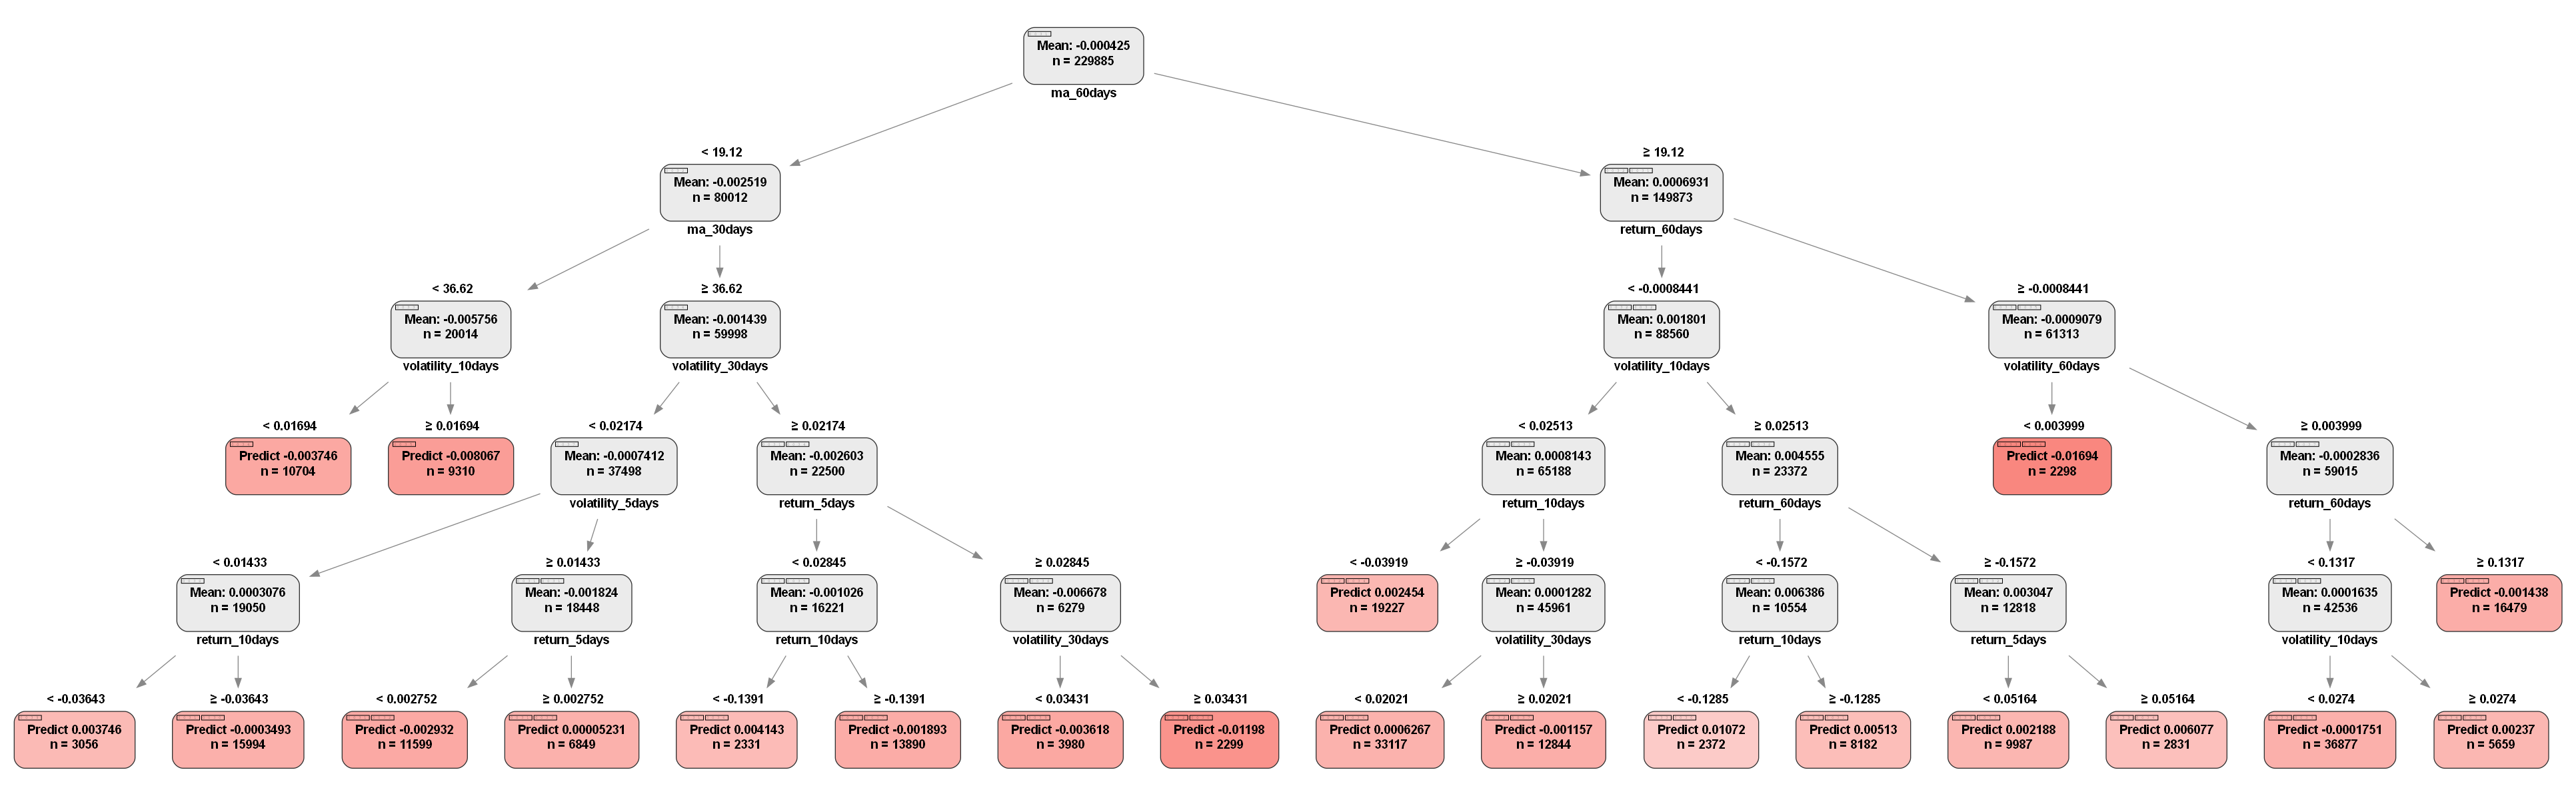 Mean: -0.000425
n = 229885
ma_60days
< 19.12
≥ 19.12
Mean: -0.002519
n = 80012
ma_30days
Mean: 0.0006931
n = 149873
return_60days
< 36.62
≥ 36.62
< -0.0008441
≥ -0.0008441
Mean: -0.005756
n = 20014
volatility_10days
Mean: -0.001439
n = 59998
volatility_30days
Mean: 0.001801
n = 88560
volatility_10days
Mean: -0.0009079
n = 61313
volatility_60days
< 0.01694
≥ 0.01694
< 0.02174
≥ 0.02174
< 0.02513
≥ 0.02513
< 0.003999
≥ 0.003999
Predict -0.003746
n = 10704
Predict -0.008067
n = 9310
Mean: -0.0007412
n = 37498
volatility_5days
Mean: -0.002603
n = 22500
return_5days
Mean: 0.0008143
n = 65188
return_10days
Mean: 0.004555
n = 23372
return_60days
Predict -0.01694
n = 2298
Mean: -0.0002836
n = 59015
return_60days
< 0.01433
≥ 0.01433
< 0.02845
≥ 0.02845
< -0.03919
≥ -0.03919
< -0.1572
≥ -0.1572
< 0.1317
≥ 0.1317
Mean: 0.0003076
n = 19050
return_10days
Mean: -0.001824
n = 18448
return_5days
Mean: -0.001026
n = 16221
return_10days
Mean: -0.006678
n = 6279
volatility_30days
Predict 0.002454
n = 19227
Mean: 0.0001282
n = 45961
volatility_30days
Mean: 0.006386
n = 10554
return_10days
Mean: 0.003047
n = 12818
return_5days
Mean: 0.0001635
n = 42536
volatility_10days
Predict -0.001438
n = 16479
< -0.03643
≥ -0.03643
< 0.002752
≥ 0.002752
< -0.1391
≥ -0.1391
< 0.03431
≥ 0.03431
< 0.02021
≥ 0.02021
< -0.1285
≥ -0.1285
< 0.05164
≥ 0.05164
< 0.0274
≥ 0.0274
Predict 0.003746
n = 3056
Predict -0.0003493
n = 15994
Predict -0.002932
n = 11599
Predict 0.00005231
n = 6849
Predict 0.004143
n = 2331
Predict -0.001893
n = 13890
Predict -0.003618
n = 3980
Predict -0.01198
n = 2299
Predict 0.0006267
n = 33117
Predict -0.001157
n = 12844
Predict 0.01072
n = 2372
Predict 0.00513
n = 8182
Predict 0.002188
n = 9987
Predict 0.006077
n = 2831
Predict -0.0001751
n = 36877
Predict 0.00237
n = 5659